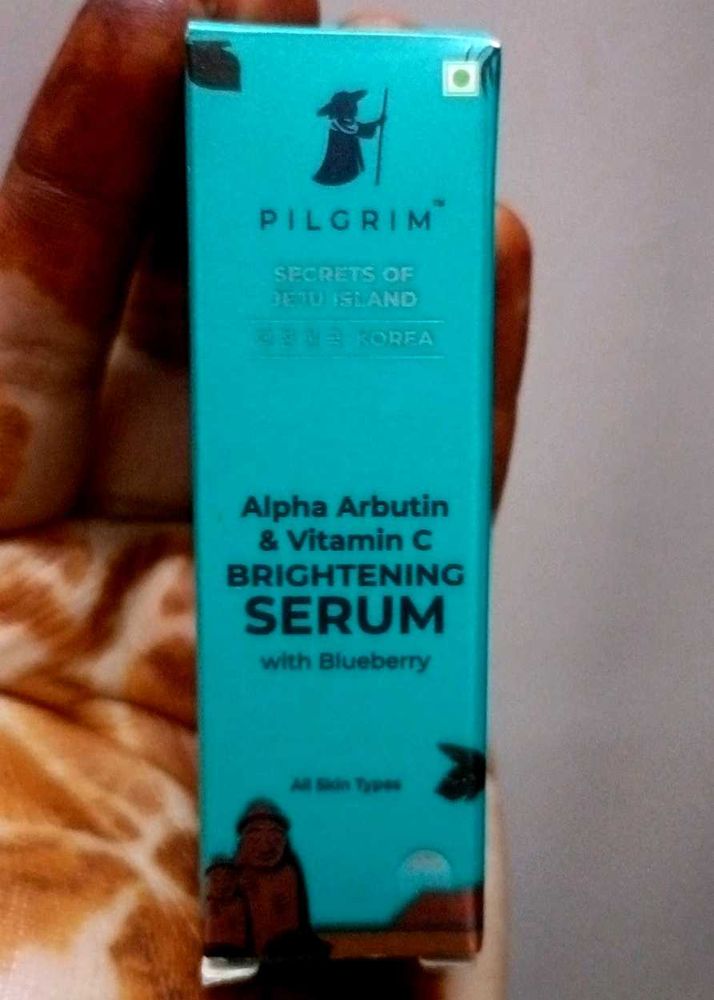 PILGRIM™
SECRETS OF
JEJU ISLAND
KOREA
Alpha Arbutin
& Vitamin C
BRIGHTENING
SERUM
with Blueberry
All Skin Types